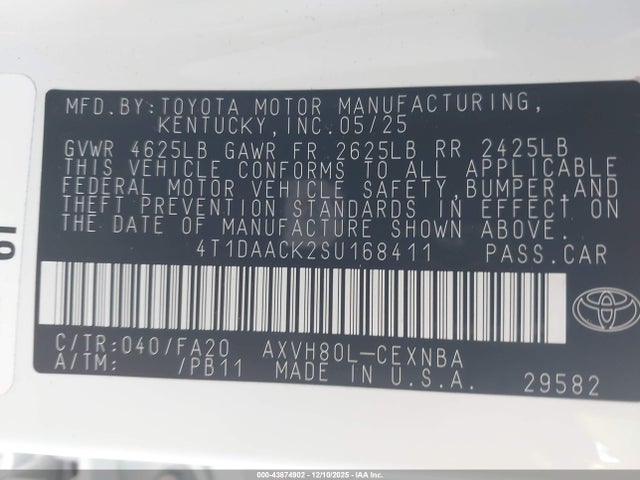 MFD.BY:TOYOTA MOTOR MANUFACTURING,
KENTUCKY,INC.05/25
GVWR 4625LB GAWR FR 2625LB RR 2425LB
THIS VEHICLE CONFORMS TO ALL APPLICABLE
FEDERAL MOTOR VEHICLE SAFETY,BUMPER,AND
THEFT PREVENTION STANDARDS IN EFFECT ON
THE DATE OF MANUFACTURE SHOWN ABOVE.
4T1DAACK2SU168411 PASS.CAR
C/TR:040/FA20 AXVH80L-CEXNBA
A/TM: /PB11 MADE IN U.S.A.
29582
000-43874902 - 12/10/2025 - IAA Inc.